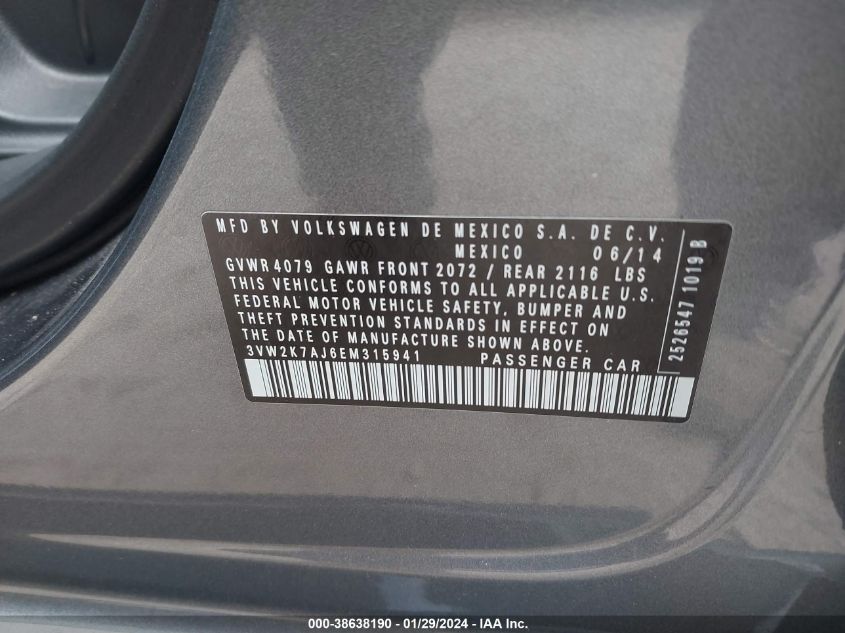 MFD BY VOLKSWAGEN DE MEXICO S.A. DE C.V.
MEXICO 06/14
GVWR 4079 GAWR FRONT 2072 / REAR 2116 LBS
THIS VEHICLE CONFORMS TO ALL APPLICABLE U.S.
FEDERAL MOTOR VEHICLE SAFETY, BUMPER AND
THEFT PREVENTION STANDARDS IN EFFECT ON
THE DATE OF MANUFACTURE SHOWN ABOVE.
3VW2K7AJ6EM315941 PASSENGER CAR
2526547 1019 B
000-38638190 - 01/29/2024 - IAA Inc.